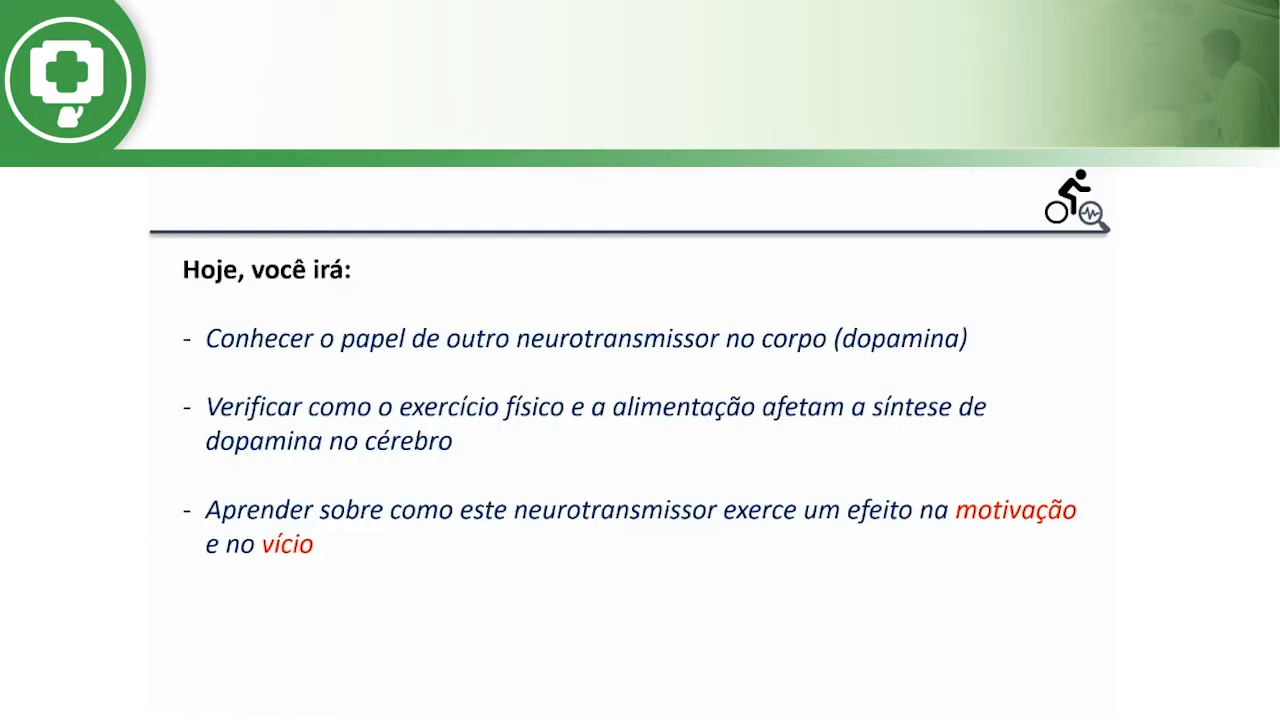 Hoje, você irá:
- Conhecer o papel de outro neurotransmissor no corpo (dopamina)
- Verificar como o exercício físico e a alimentação afetam a síntese de
dopamina no cérebro
- Aprender sobre como este neurotransmissor exerce um efeito na motivação
e no vício